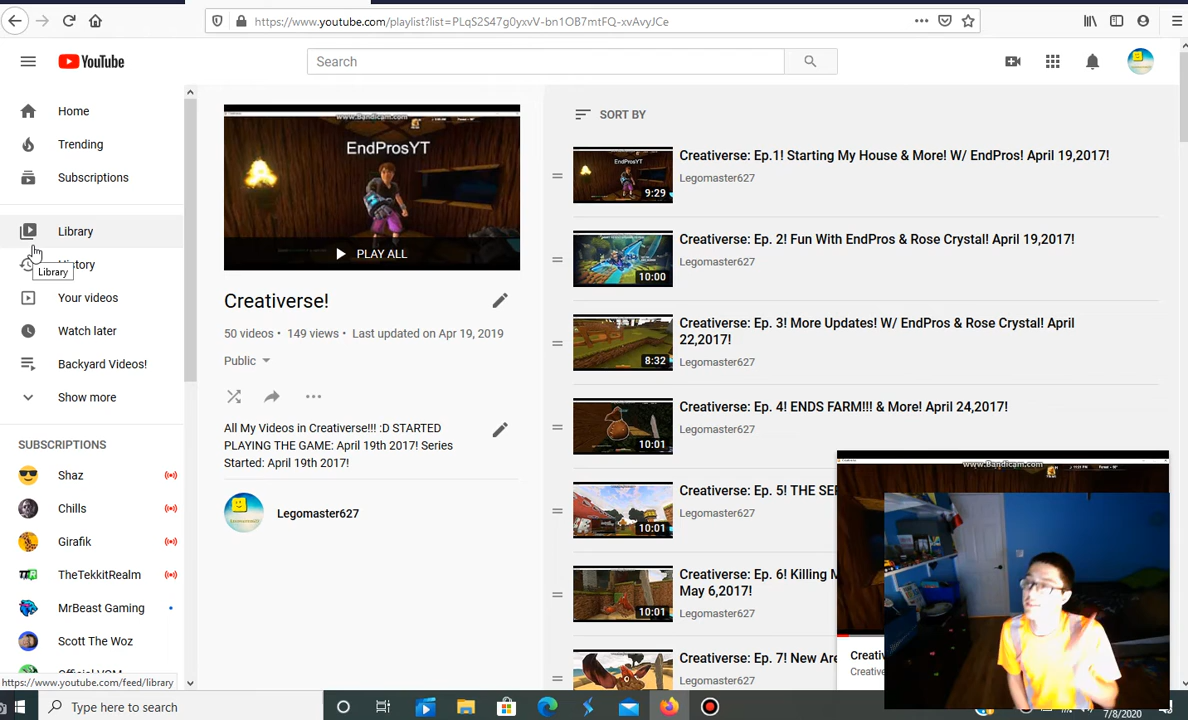 https://www.youtube.com/playlist?list=PLqS2S47g0yxvV-bn1OB7mtFQ-xvAvyJCe
YouTube
Search
Home
Trending
Subscriptions
Library
History
Library
Your videos
Watch later
Backyard Videos!
Show more
SUBSCRIPTIONS
Shaz
Chills
Girafik
TheTekkitRealm
MrBeast Gaming
Scott The Woz
https://www.youtube.com/feed/library
www.Bandicam.com
EndProsYT
PLAY ALL
Creativerse!
50 videos • 149 views • Last updated on Apr 19, 2019
Public
All My Videos in Creativerse!!! :D STARTED
PLAYING THE GAME: April 19th 2017! Series
Started: April 19th 2017!
Legomaster627
SORT BY
EndProsYT
9:29
Creativerse: Ep.1! Starting My House & More! W/ EndPros! April 19,2017!
Legomaster627
10:00
Creativerse: Ep. 2! Fun With EndPros & Rose Crystal! April 19,2017!
Legomaster627
8:32
Creativerse: Ep. 3! More Updates! W/ EndPros & Rose Crystal! April
22,2017!
Legomaster627
10:01
Creativerse: Ep. 4! ENDS FARM!!! & More! April 24,2017!
Legomaster627
10:01
Creativerse: Ep. 5! THE SE
Legomaster627
10:01
Creativerse: Ep. 6! Killing
May 6,2017!
Legomaster627
Creativerse: Ep. 7! New Are
Legomaster627
www.Bandicam.com
Creati
Creative
Type here to search
7/8/2020